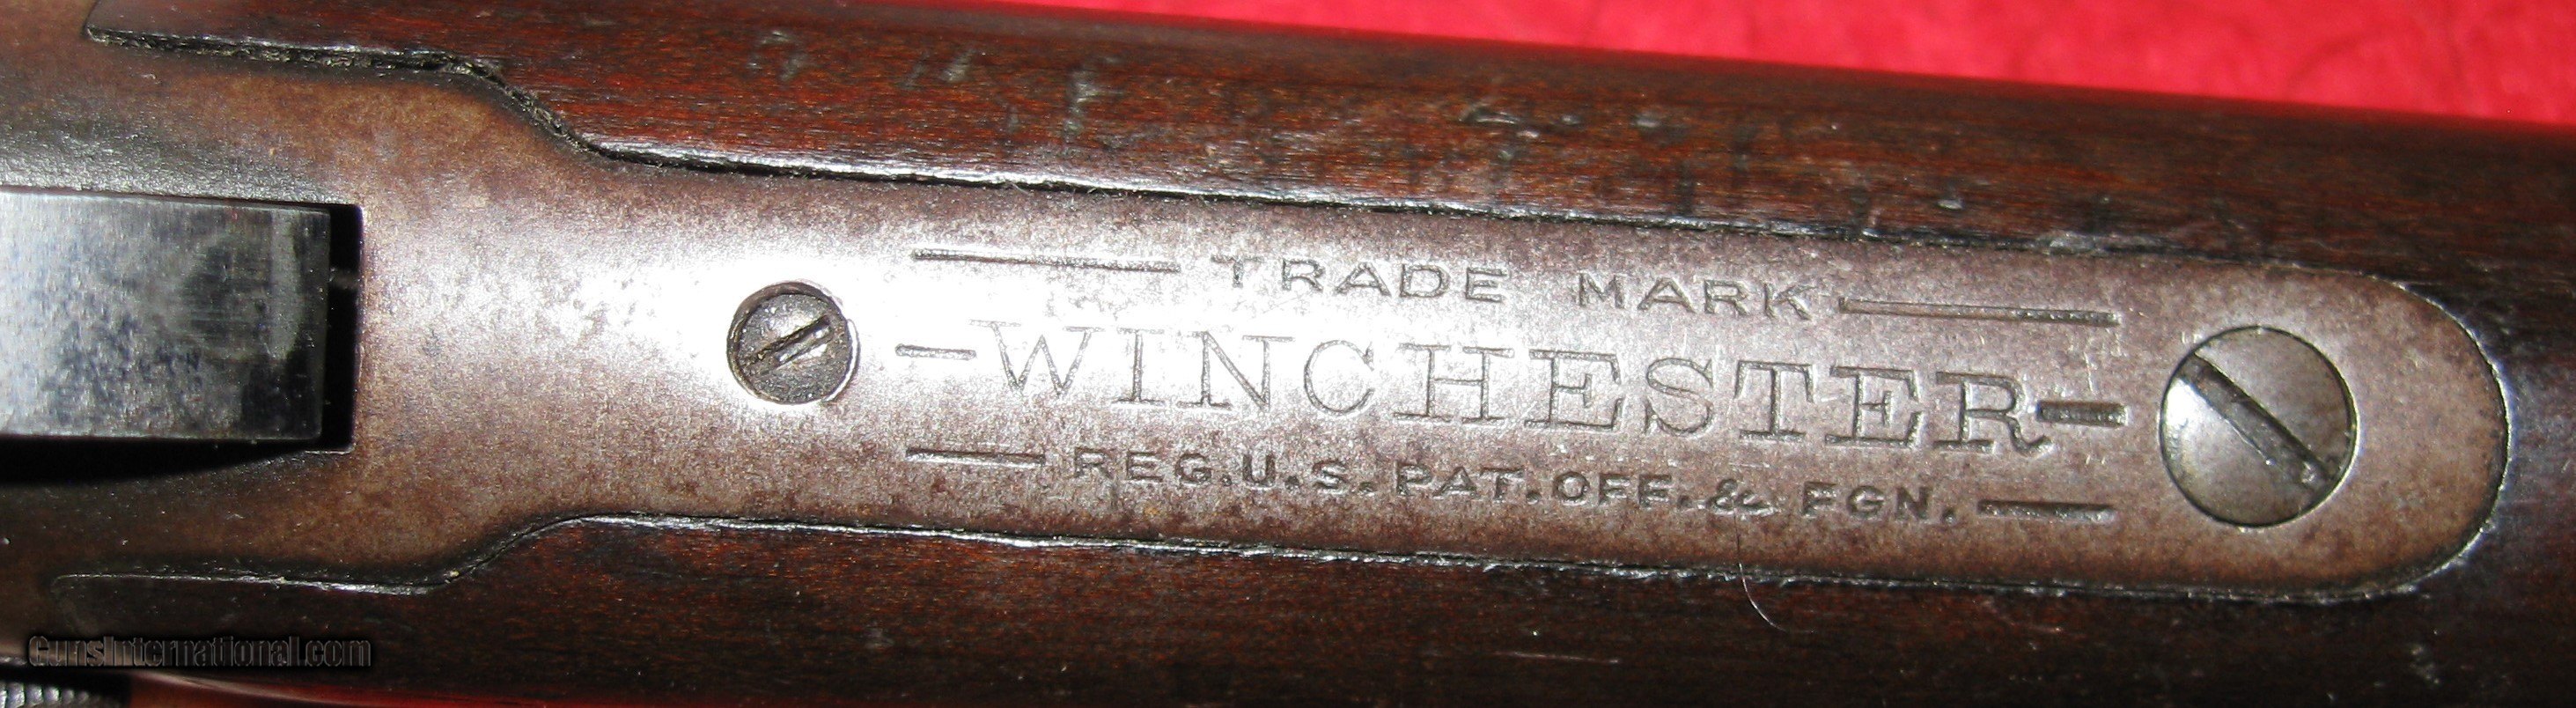 TRADE MARK
—WINCHESTER—
REG.U.S.PAT.OFF.& FGN.
GunsInternational.com